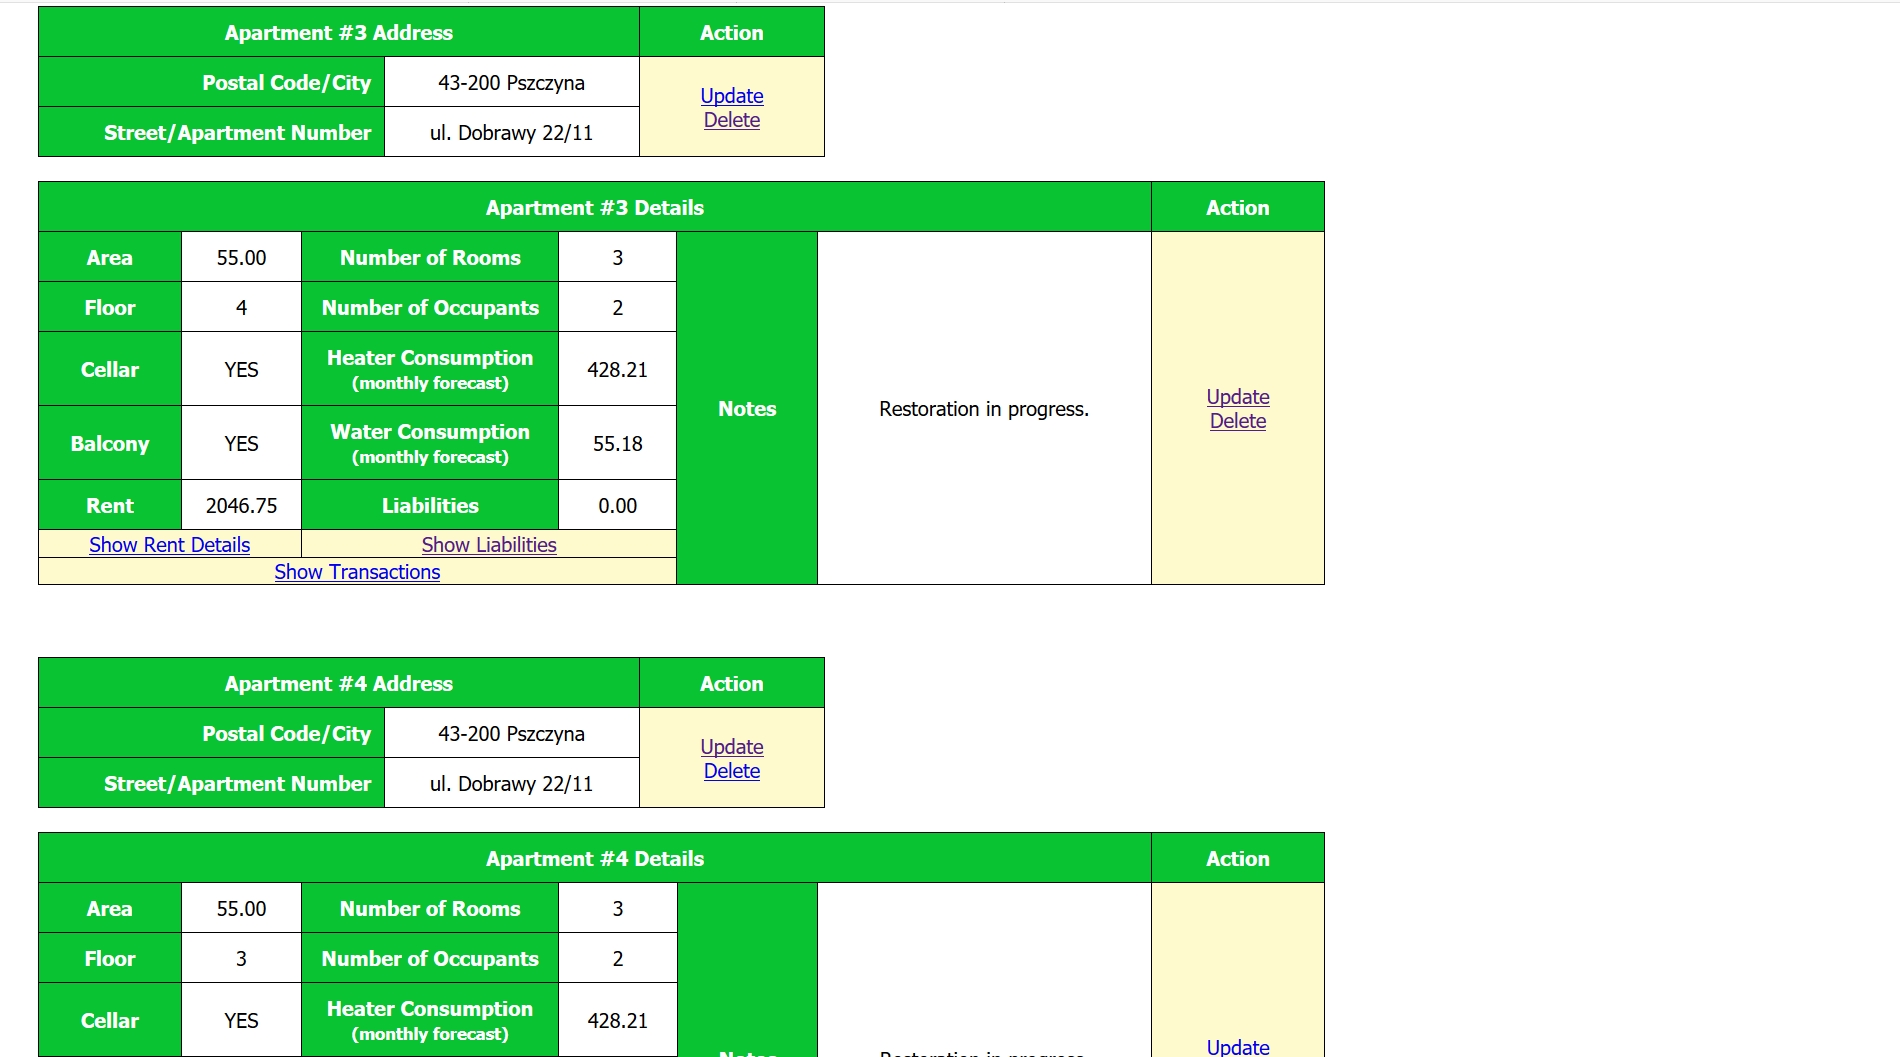 Apartment #3 Address
Action
Postal Code/City
43-200 Pszczyna
Update
Delete
Street/Apartment Number
ul. Dobrawy 22/11
Apartment #3 Details
Action
Area
55.00
Number of Rooms
3
Floor
4
Number of Occupants
2
Cellar
YES
Heater Consumption
(monthly forecast)
428.21
Balcony
YES
Water Consumption
(monthly forecast)
55.18
Rent
2046.75
Liabilities
0.00
Show Rent Details
Show Liabilities
Show Transactions
Notes
Restoration in progress.
Update
Delete
Apartment #4 Address
Action
Postal Code/City
43-200 Pszczyna
Update
Delete
Street/Apartment Number
ul. Dobrawy 22/11
Apartment #4 Details
Action
Area
55.00
Number of Rooms
3
Floor
3
Number of Occupants
2
Cellar
YES
Heater Consumption
(monthly forecast)
428.21
Notes
Restoration in progress.
Update